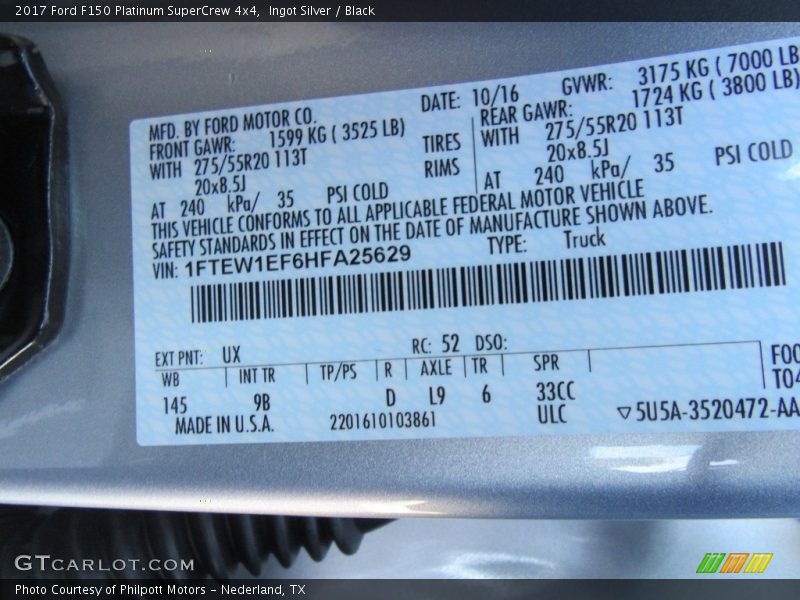 2017 Ford F150 Platinum SuperCrew 4x4, Ingot Silver / Black
MFD. BY FORD MOTOR CO. DATE: 10/16 GVWR: 3175 KG ( 7000 LB
FRONT GAWR: 1599 KG ( 3525 LB) REAR GAWR: 1724 KG ( 3800 LB)
WITH 275/55R20 113T TIRES WITH 275/55R20 113T
20x8.5J RIMS 20x8.5J
AT 240 kPa/ 35 PSI COLD AT 240 kPa/ 35 PSI COLD
THIS VEHICLE CONFORMS TO ALL APPLICABLE FEDERAL MOTOR VEHICLE
SAFETY STANDARDS IN EFFECT ON THE DATE OF MANUFACTURE SHOWN ABOVE.
VIN: 1FTEW1EF6HFA25629 TYPE: Truck
EXT PNT: UX RC: 52 DSO:
WB INT TR TP/PS R AXLE TR SPR F00
145 9B D L9 6 33CC T04
MADE IN U.S.A. 2201610103861 ULC ▽5U5A-3520472-AA
GTCARLOT.COM
Photo Courtesy of Philpott Motors - Nederland, TX